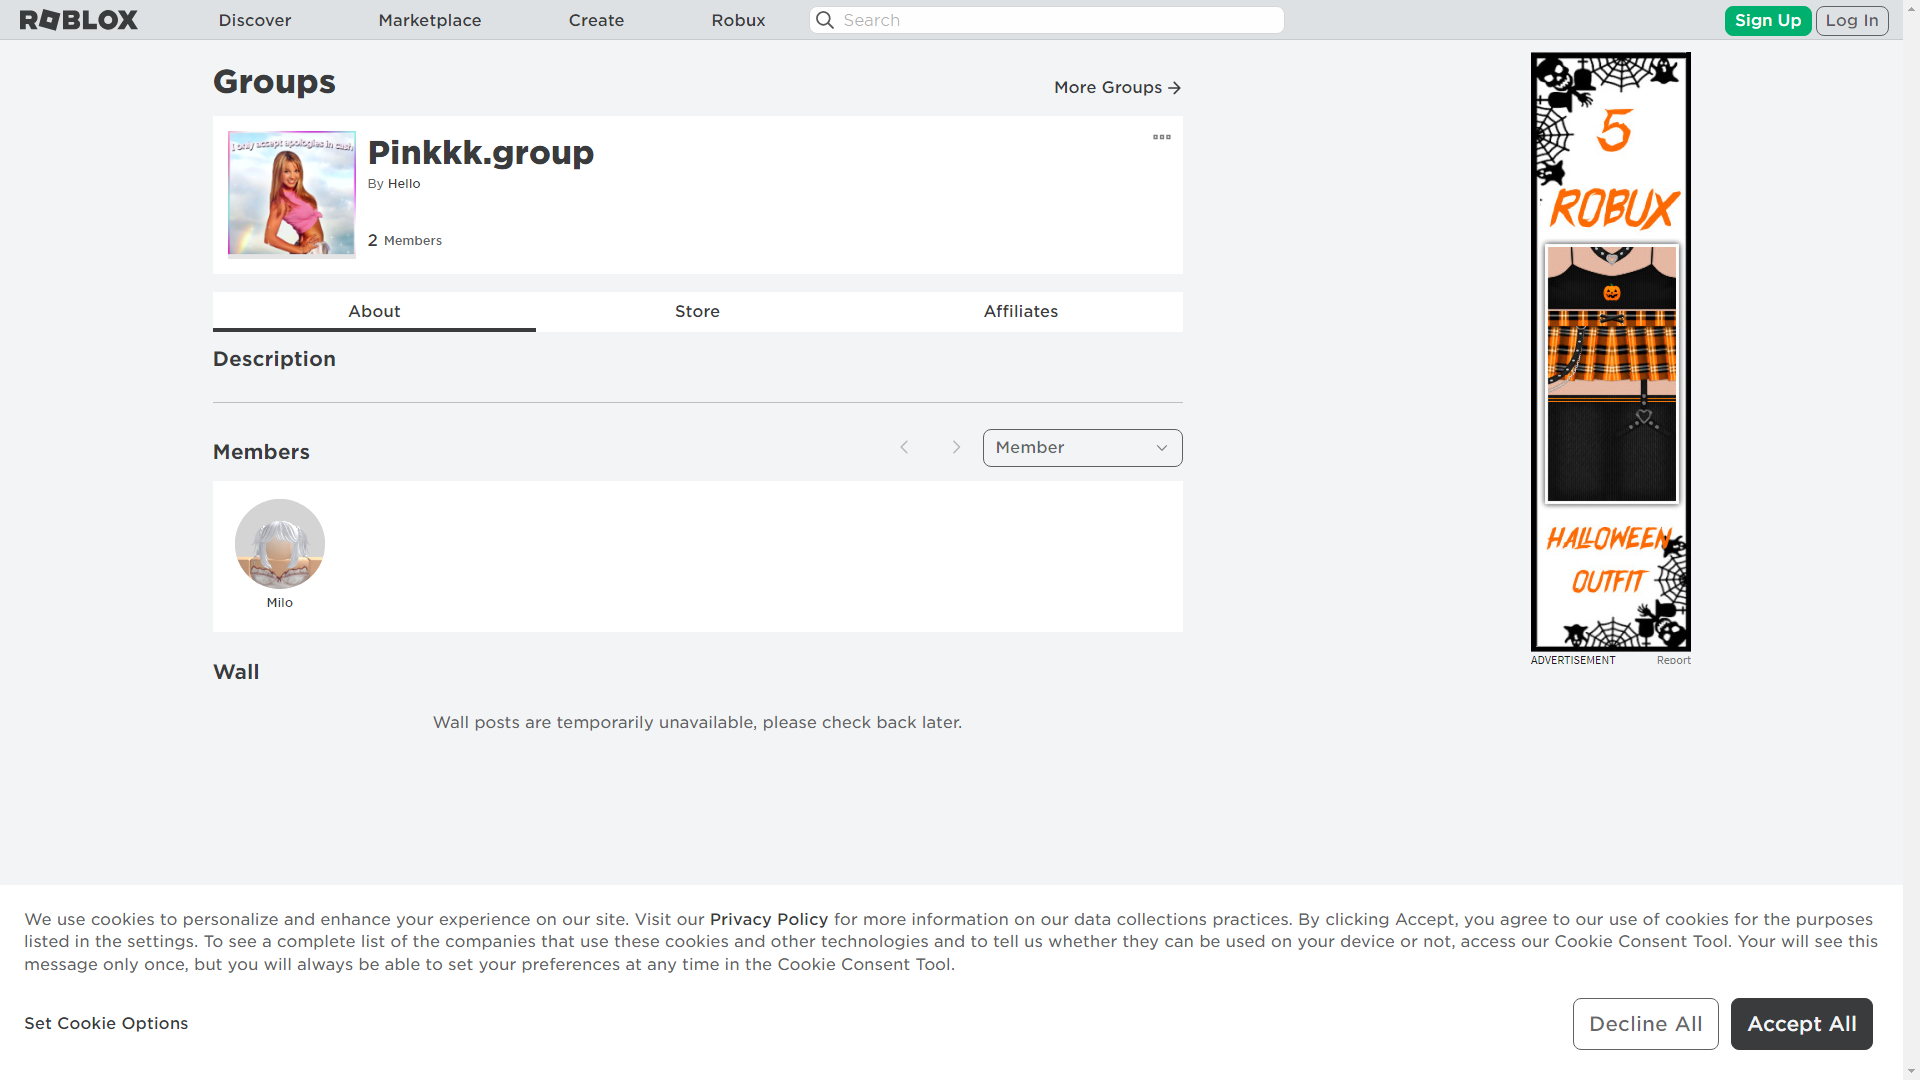 ROBLOX
Discover
Marketplace
Create
Robux
Search
Sign Up
Log In
Groups
More Groups
I only accept apologies in cash
Pinkkk.group
By Hello
2 Members
About
Store
Affiliates
Description
Members
Member
Milo
Wall
Wall posts are temporarily unavailable, please check back later.
5
ROBUX
HALLOWEEN
OUTFIT
ADVERTISEMENT
Report
We use cookies to personalize and enhance your experience on our site. Visit our Privacy Policy for more information on our data collections practices. By clicking Accept, you agree to our use of cookies for the purposes
listed in the settings. To see a complete list of the companies that use these cookies and other technologies and to tell us whether they can be used on your device or not, access our Cookie Consent Tool. Your will see this
message only once, but you will always be able to set your preferences at any time in the Cookie Consent Tool.
Set Cookie Options
Decline All
Accept All